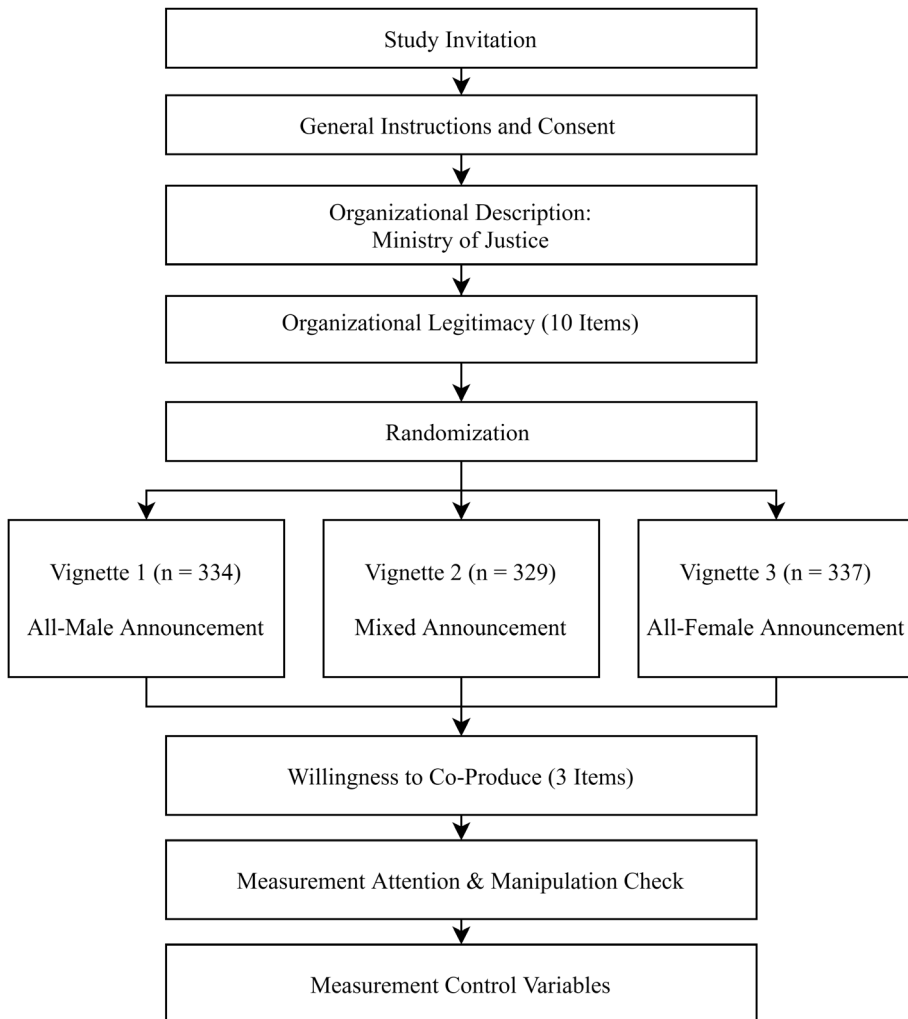 Study Invitation
General Instructions and Consent
Organizational Description:
Ministry of Justice
Organizational Legitimacy (10 Items)
Randomization
Vignette 1 (n = 334)
All-Male Announcement
Vignette 2 (n = 329)
Mixed Announcement
Vignette 3 (n = 337)
All-Female Announcement
Willingness to Co-Produce (3 Items)
Measurement Attention & Manipulation Check
Measurement Control Variables